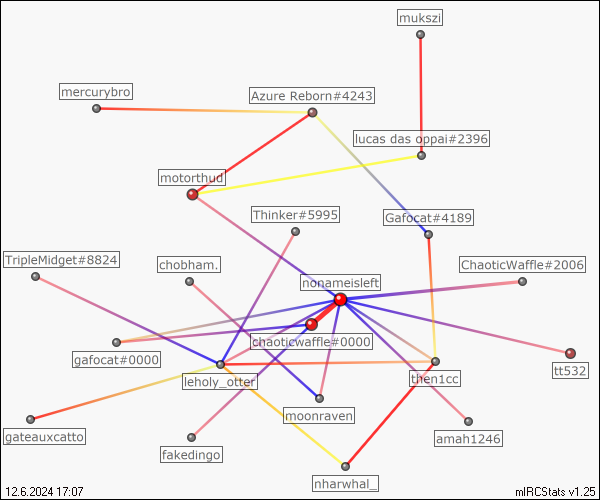 mukszi
mercurybro
Azure Reborn#4243
lucas das oppai#2396
motorthud
Thinker#5995
Gafocat#4189
TripleMidget#8824
chobham.
ChaoticWaffle#2006
nonameisleft
chaoticwaffle#0000
gafocat#0000
then1cc
tt532
leholy_otter
moonraven
gateauxcatto
amah1246
fakedingo
nharwhal_
12.6.2024 17:07
mIRCStats v1.25